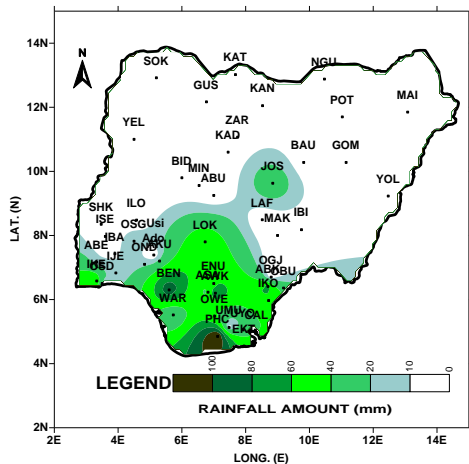 14N
12N
10N
8N
6N
4N
2N
LAT. (N)
N
SOK
KAT
NGU
GUS
KAN
MAI
POT
YEL
ZAR
KAD
BAU
GOM
BID
MIN
JOS
ABU
YOL
SHK
ILO
LAF
IBI
ISE
OSG
Usi
LOK
MAK
IBA
Ado
ABE
IJE
OND
AKU
OGJ
IKE
OSD
BEN
ENU
ABK
OBU
AWK
IKO
WAR
OWE
UMU
UYO
CAL
PHC
EKT
LEGEND
100
80
60
40
20
10
0
RAINFALL AMOUNT (mm)
2E
4E
6E
8E
10E
12E
14E
LONG. (E)